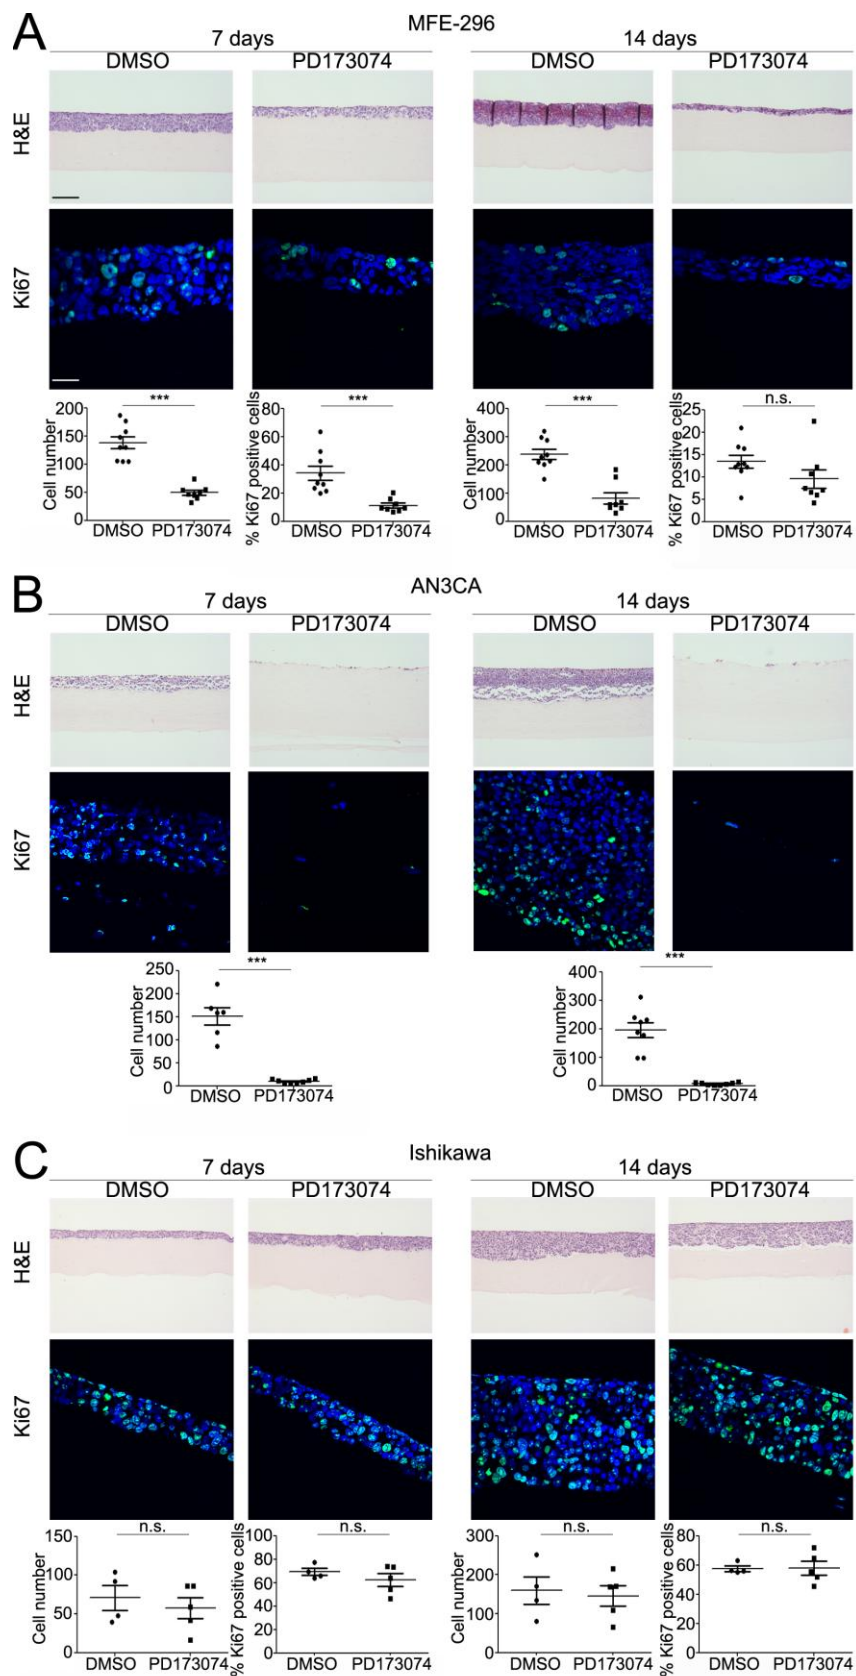 A
MFE-296
7 days
14 days
DMSO
PD173074
DMSO
PD173074
H&E
Ki67
***
***
***
n.s.
Cell number
200
150
100
50
0
DMSO
PD173074
% Ki67 positive cells
80
60
40
20
0
DMSO
PD173074
Cell number
400
300
200
100
0
DMSO
PD173074
% Ki67 positive cells
25
20
15
10
5
0
DMSO
PD173074
B
AN3CA
7 days
14 days
DMSO
PD173074
DMSO
PD173074
H&E
Ki67
***
***
Cell number
250
200
150
100
50
0
DMSO
PD173074
Cell number
400
300
200
100
0
DMSO
PD173074
C
Ishikawa
7 days
14 days
DMSO
PD173074
DMSO
PD173074
H&E
Ki67
n.s.
n.s.
n.s.
n.s.
Cell number
150
100
50
0
DMSO
PD173074
% Ki67 positive cells
100
80
60
40
20
0
DMSO
PD173074
Cell number
300
200
100
0
DMSO
PD173074
% Ki67 positive cells
80
60
40
20
0
DMSO
PD173074